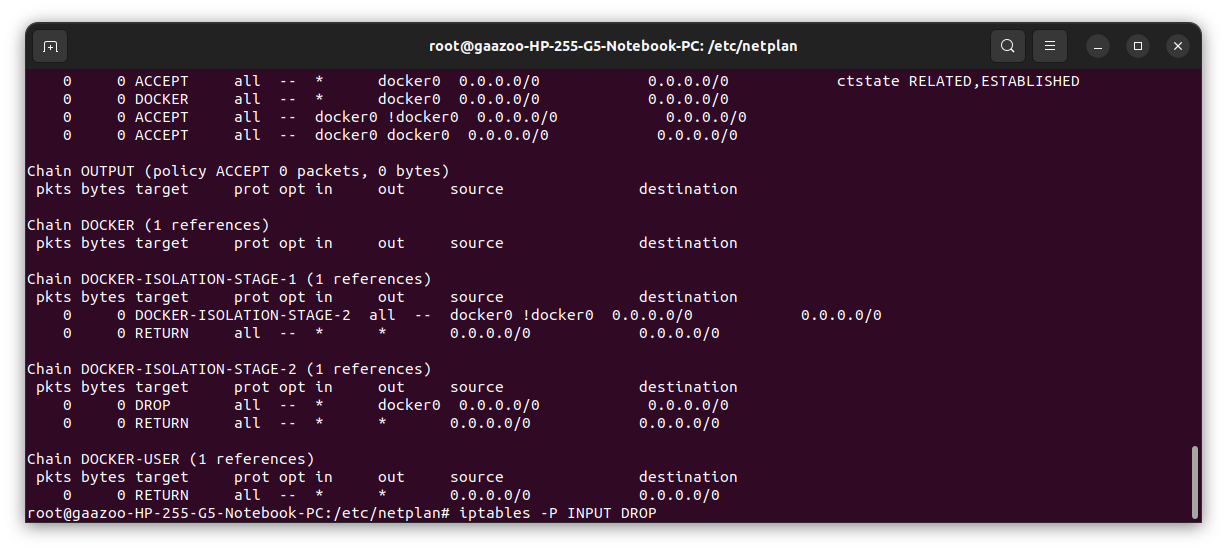 root@gaazoo-HP-255-G5-Notebook-PC: /etc/netplan
    0     0 ACCEPT     all  --  *      docker0  0.0.0.0/0            0.0.0.0/0            ctstate RELATED,ESTABLISHED
    0     0 DOCKER     all  --  *      docker0  0.0.0.0/0            0.0.0.0/0
    0     0 ACCEPT     all  --  docker0 !docker0  0.0.0.0/0            0.0.0.0/0
    0     0 ACCEPT     all  --  docker0 docker0  0.0.0.0/0            0.0.0.0/0
Chain OUTPUT (policy ACCEPT 0 packets, 0 bytes)
 pkts bytes target     prot opt in     out     source               destination
Chain DOCKER (1 references)
 pkts bytes target     prot opt in     out     source               destination
Chain DOCKER-ISOLATION-STAGE-1 (1 references)
 pkts bytes target     prot opt in     out     source               destination
    0     0 DOCKER-ISOLATION-STAGE-2  all  --  docker0 !docker0  0.0.0.0/0            0.0.0.0/0
    0     0 RETURN     all  --  *      *       0.0.0.0/0            0.0.0.0/0
Chain DOCKER-ISOLATION-STAGE-2 (1 references)
 pkts bytes target     prot opt in     out     source               destination
    0     0 DROP       all  --  *      docker0  0.0.0.0/0            0.0.0.0/0
    0     0 RETURN     all  --  *      *       0.0.0.0/0            0.0.0.0/0
Chain DOCKER-USER (1 references)
 pkts bytes target     prot opt in     out     source               destination
    0     0 RETURN     all  --  *      *       0.0.0.0/0            0.0.0.0/0
root@gaazoo-HP-255-G5-Notebook-PC:/etc/netplan# iptables -P INPUT DROP